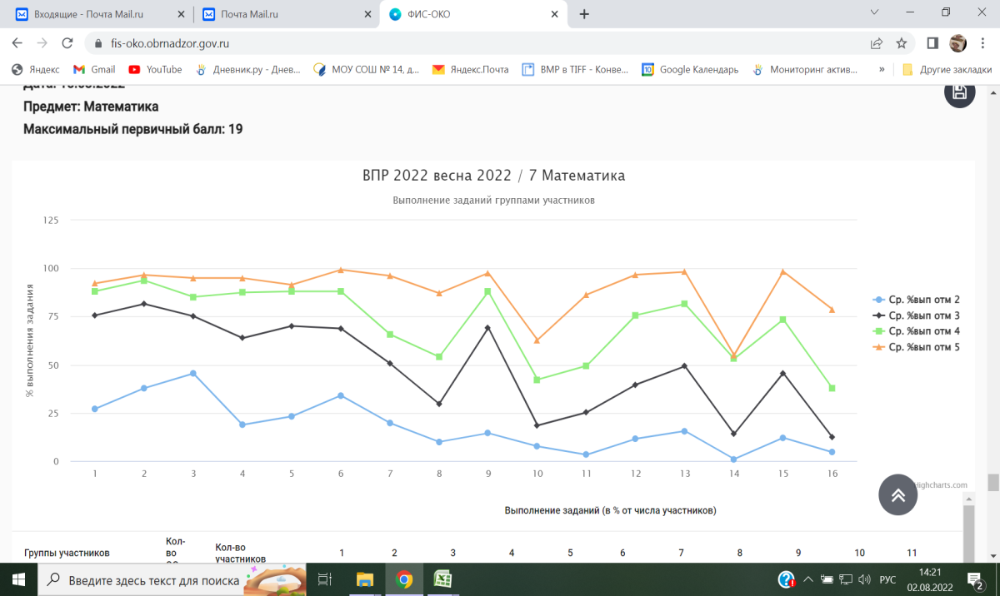 Входящие - Почта Mail.ru
Почта Mail.ru
ФИС-ОКО
fis-oko.obrnadzor.gov.ru
Яндекс
Gmail
YouTube
Дневник.ру - Днев...
МОУ СОШ № 14, д...
Яндекс.Почта
BMP в TIFF - Конве...
10
Google Календарь
Мониторинг актив...
»
Другие закладки
Предмет: Математика
Максимальный первичный балл: 19
ВПР 2022 весна 2022 / 7 Математика
Выполнение заданий группами участников
% выполнения задания
125
100
75
50
25
0
1 2 3 4 5 6 7 8 9 10 11 12 13 14 15 16
Ср. %вып отм 2
Ср. %вып отм 3
Ср. %вып отм 4
Ср. %вып отм 5
Highcharts.com
Выполнение заданий (в % от числа участников)
Группы участников
Кол-
во
Кол-во
участников
1 2 3 4 5 6 7 8 9 10 11
Введите здесь текст для поиска
РУС
14:21
02.08.2022
2